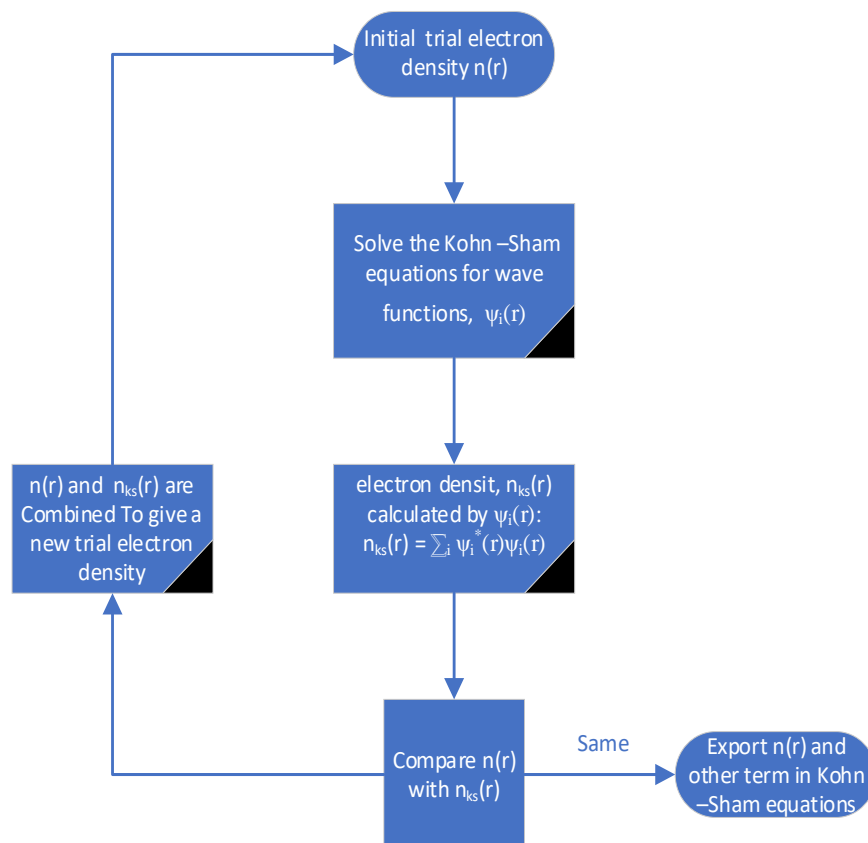 Initial trial electron
density n(r)
Solve the Kohn –Sham
equations for wave
functions, ψᵢ(r)
n(r) and nₖₛ(r) are
Combined To give a
new trial electron
density
electron densit, nₖₛ(r)
calculated by ψᵢ(r):
nₖₛ(r) = ∑ᵢ ψᵢ*(r)ψᵢ(r)
Compare n(r)
with nₖₛ(r)
Same
Export n(r) and
other term in Kohn
–Sham equations